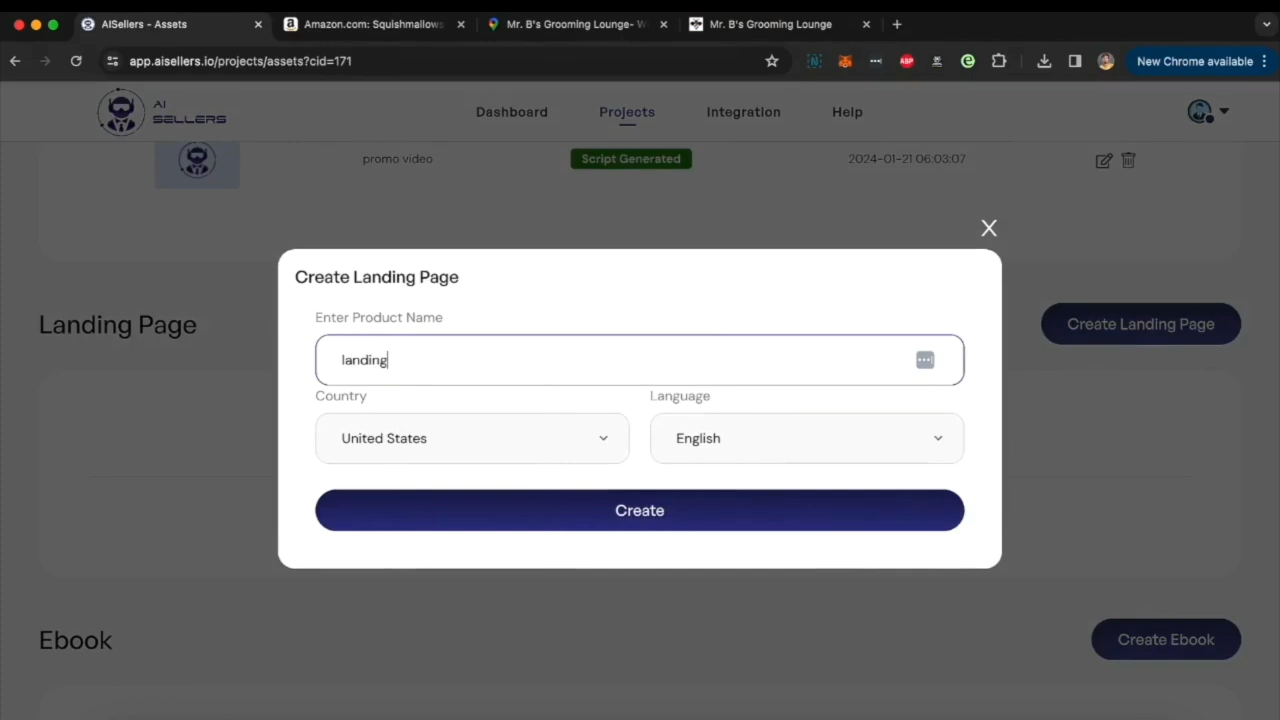 AISellers - Assets
Amazon.com: Squishmallows
Mr. B's Grooming Lounge- W
Mr. B's Grooming Lounge
app.aisellers.io/projects/assets?cid=171
ABP
New Chrome available
AI SELLERS
Dashboard
Projects
Integration
Help
promo video
Script Generated
2024-01-21 06:03:07
Create Landing Page
Enter Product Name
landing
Country
Language
United States
English
Create
Landing Page
Create Landing Page
Ebook
Create Ebook